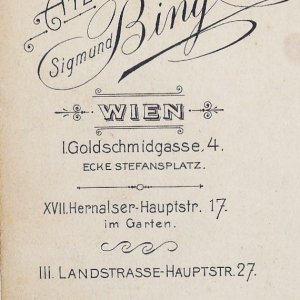 Sigmund Bing
WIEN
I. Goldschmidgasse, 4.
ECKE STEFANSPLATZ.
XVII. Hernalser-Hauptstr. 17.
im Garten.
III. LANDSTRASSE-HAUPTSTR. 27.